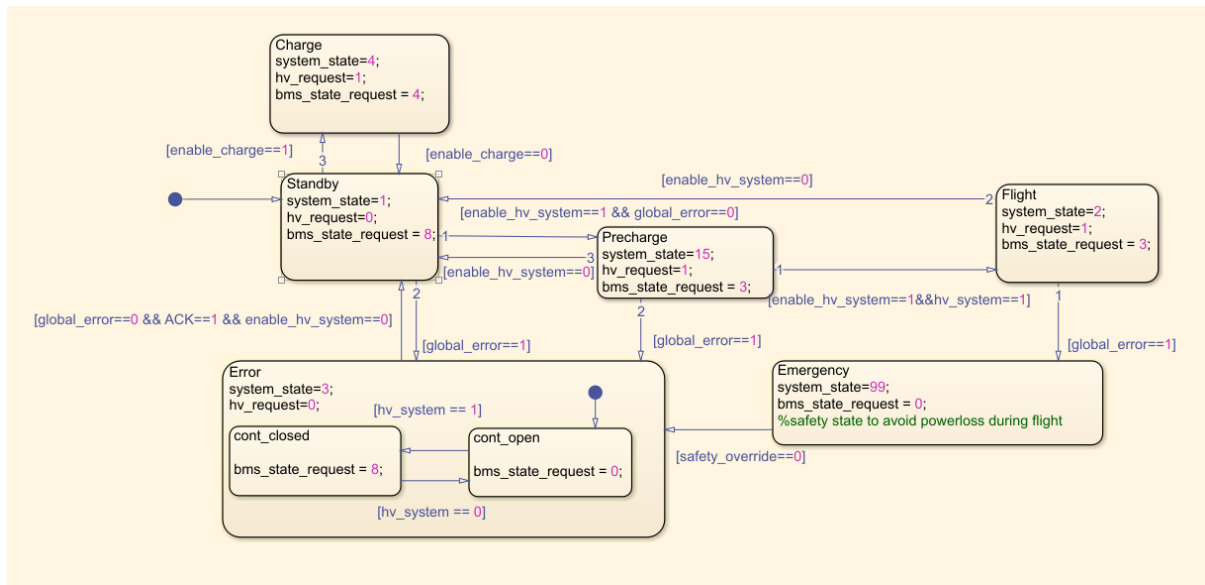 Charge
system_state=4;
hv_request=1;
bms_state_request = 4;
[enable_charge==1]
3
[enable_charge==0]
Standby
system_state=1;
hv_request=0;
bms_state_request = 8;
1
2
[enable_hv_system==0]
[enable_hv_system==1 && global_error==0]
Flight
system_state=2;
hv_request=1;
bms_state_request = 3;
2
1
Precharge
system_state=15;
hv_request=1;
bms_state_request = 3;
3
1
2
[enable_hv_system==0]
[enable_hv_system==1&&hv_system==1]
[global_error==0 && ACK==1 && enable_hv_system==0]
[global_error==1]
[global_error==1]
[global_error==1]
Error
system_state=3;
hv_request=0;
[hv_system == 1]
cont_closed
bms_state_request = 8;
cont_open
bms_state_request = 0;
[hv_system == 0]
Emergency
system_state=99;
bms_state_request = 0;
%safety state to avoid powerloss during flight
[safety_override==0]